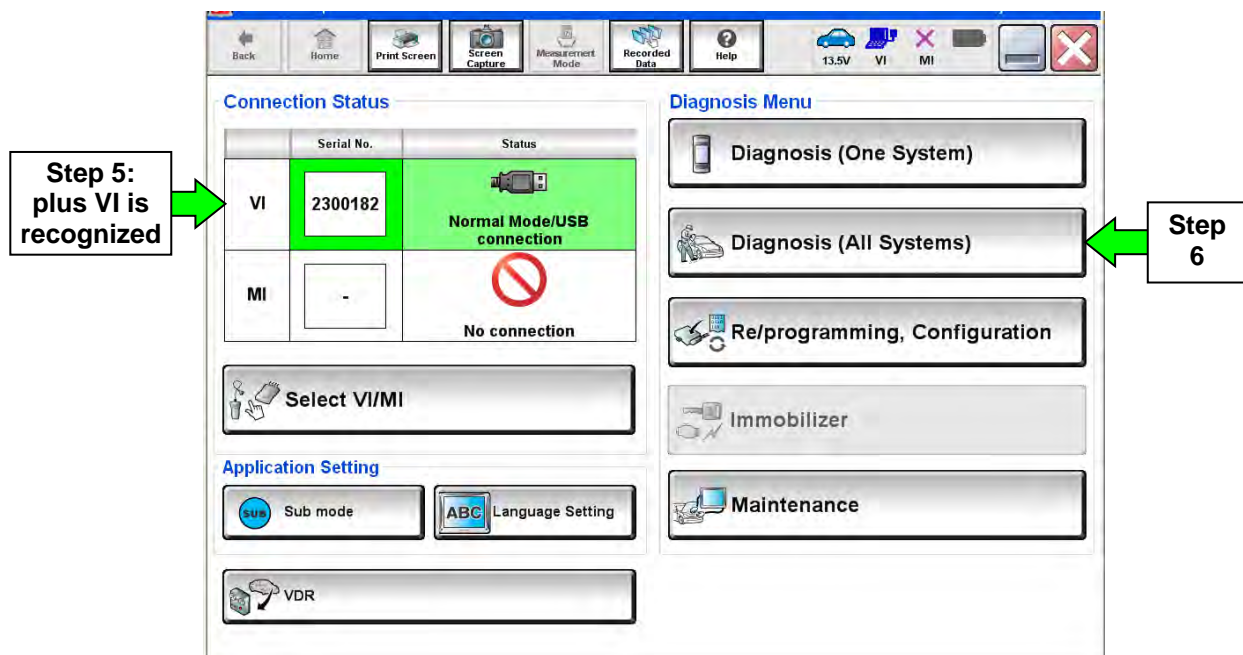 Back
Home
Print Screen
Screen
Capture
Measurement
Mode
Recorded
Data
Help
13.5V
VI
MI
Connection Status
Serial No.
Status
VI
2300182
Normal Mode/USB
connection
MI
-
No connection
Select VI/MI
Application Setting
SUB
Sub mode
ABC
Language Setting
VDR
Diagnosis Menu
Diagnosis (One System)
Diagnosis (All Systems)
Re/programming, Configuration
Immobilizer
Maintenance
Step 5:
plus VI is
recognized
Step
6